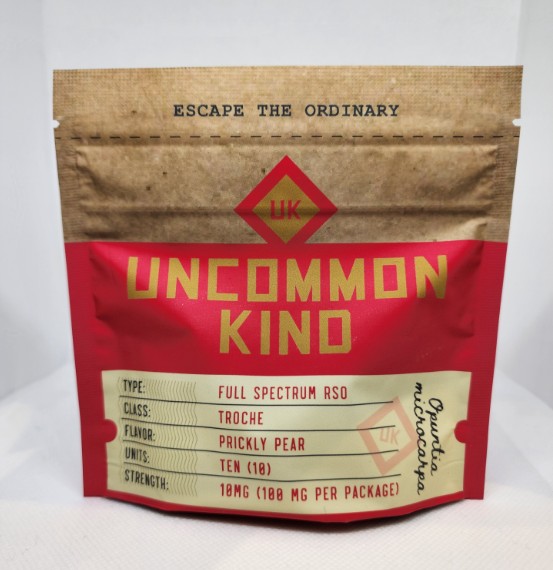 ESCAPE THE ORDINARY
UK
UNCOMMON
KIND
TYPE: FULL SPECTRUM RSO
CLASS: TROCHE
FLAVOR: PRICKLY PEAR
UNITS: TEN (10)
STRENGTH: 10MG (100 MG PER PACKAGE)
UK
Opuntia
microcarpa